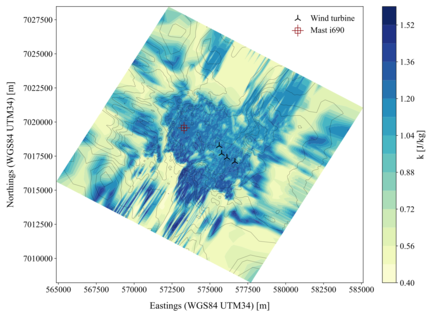 7027500
7025000
7022500
7020000
7017500
7015000
7012500
7010000
Northings (WGS84 UTM34) [m]
565000 567500 570000 572500 575000 577500 580000 582500 585000
Eastings (WGS84 UTM34) [m]
Wind turbine
Mast i690
1.52
1.36
1.20
1.04
0.88
0.72
0.56
0.40
k [J/kg]